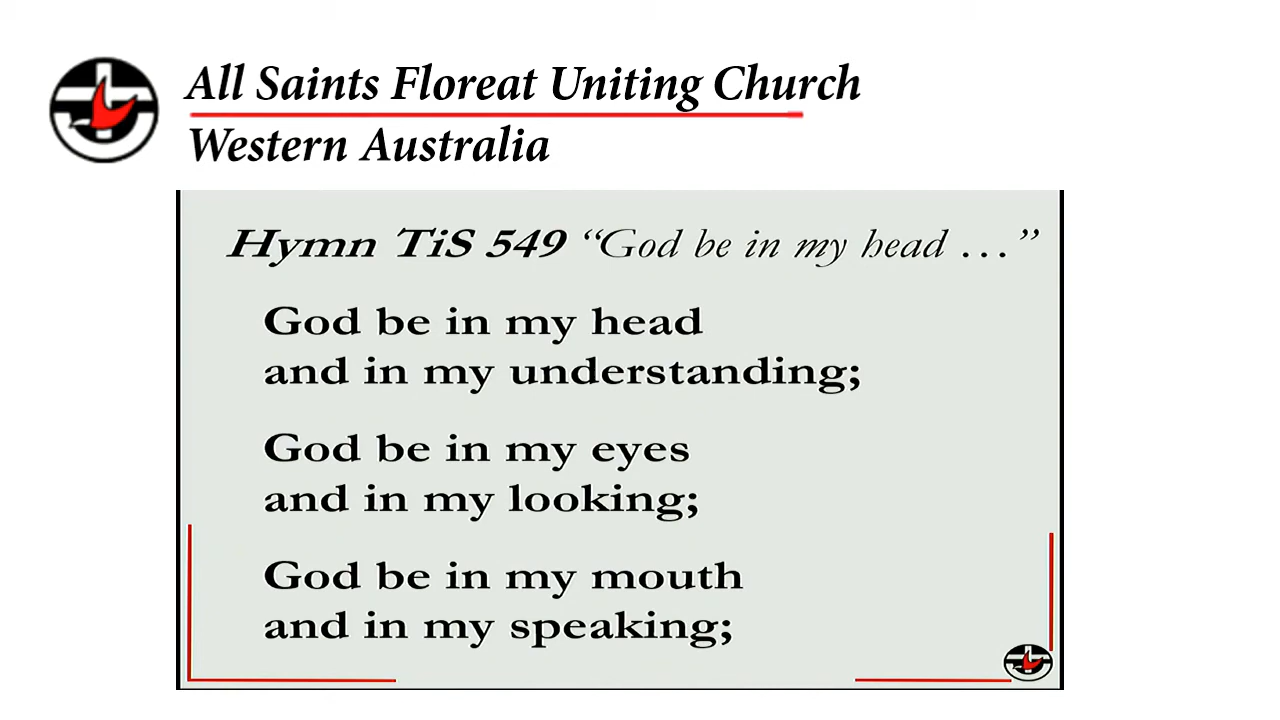 All Saints Floreat Uniting Church
Western Australia
Hymn TiS 549 “God be in my head …”
God be in my head
and in my understanding;
God be in my eyes
and in my looking;
God be in my mouth
and in my speaking;